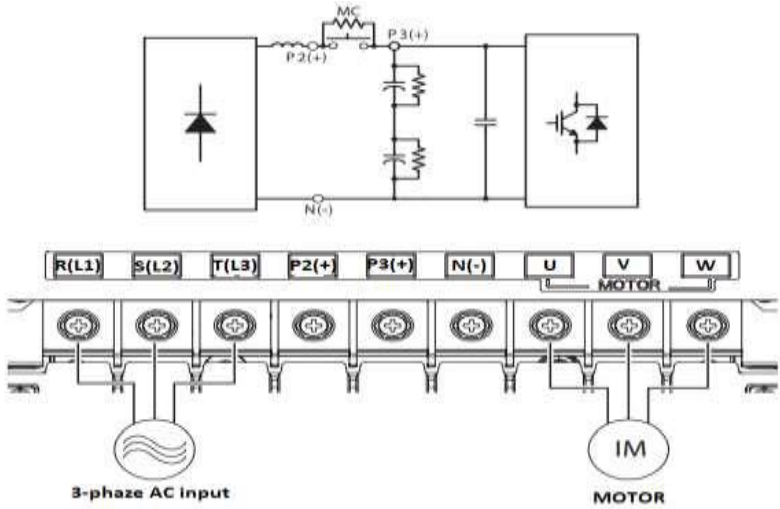 MC
P2(+)
P3(+)
N(-)
R(L1) S(L2) T(L3) P2(+) P3(+) N(-) U V W
MOTOR
IM
3-phaze AC input
MOTOR